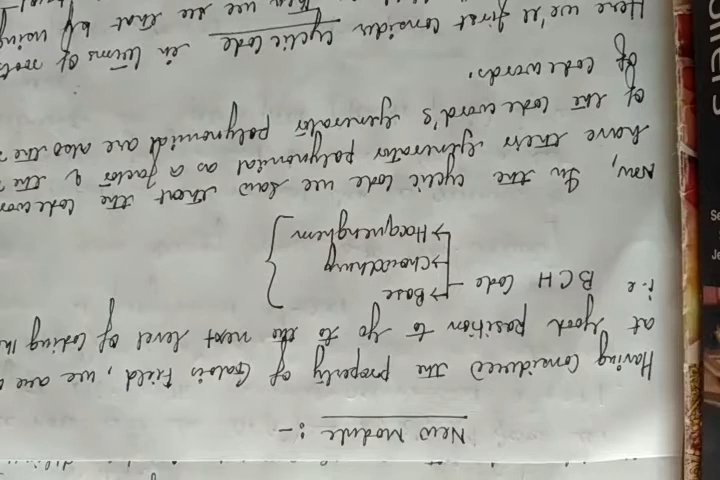 New Module :-
Having Considered the property of Galois Field, we are
at good position to go to the next level of Coding
i.e BCH Code → Bose
→ Chowdhury
→ Hocquenghem
Now, In the cyclic code we saw that the
have their generator polynomial as a factor & the
of the code word's generator polynomial are also the
of code words.
Here we'll first Consider cyclic Code in terms of roots
Then we see that by using